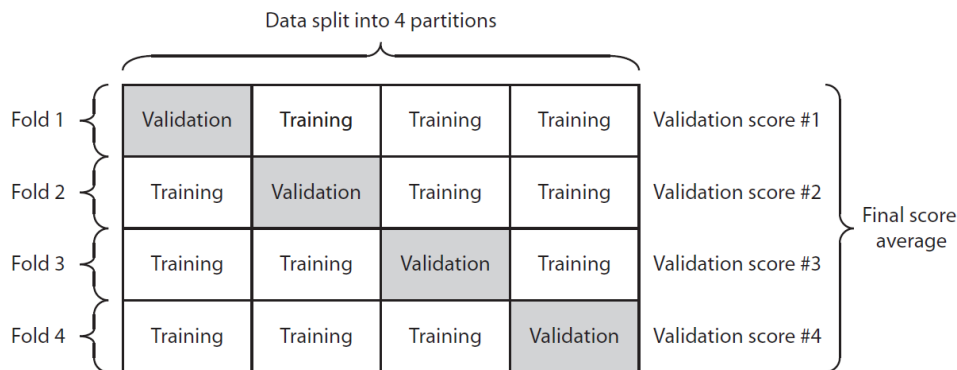 Data split into 4 partitions
Fold 1 Validation Training Training Training Validation score #1
Fold 2 Training Validation Training Training Validation score #2
Final score
average
Fold 3 Training Training Validation Training Validation score #3
Fold 4 Training Training Training Validation Validation score #4